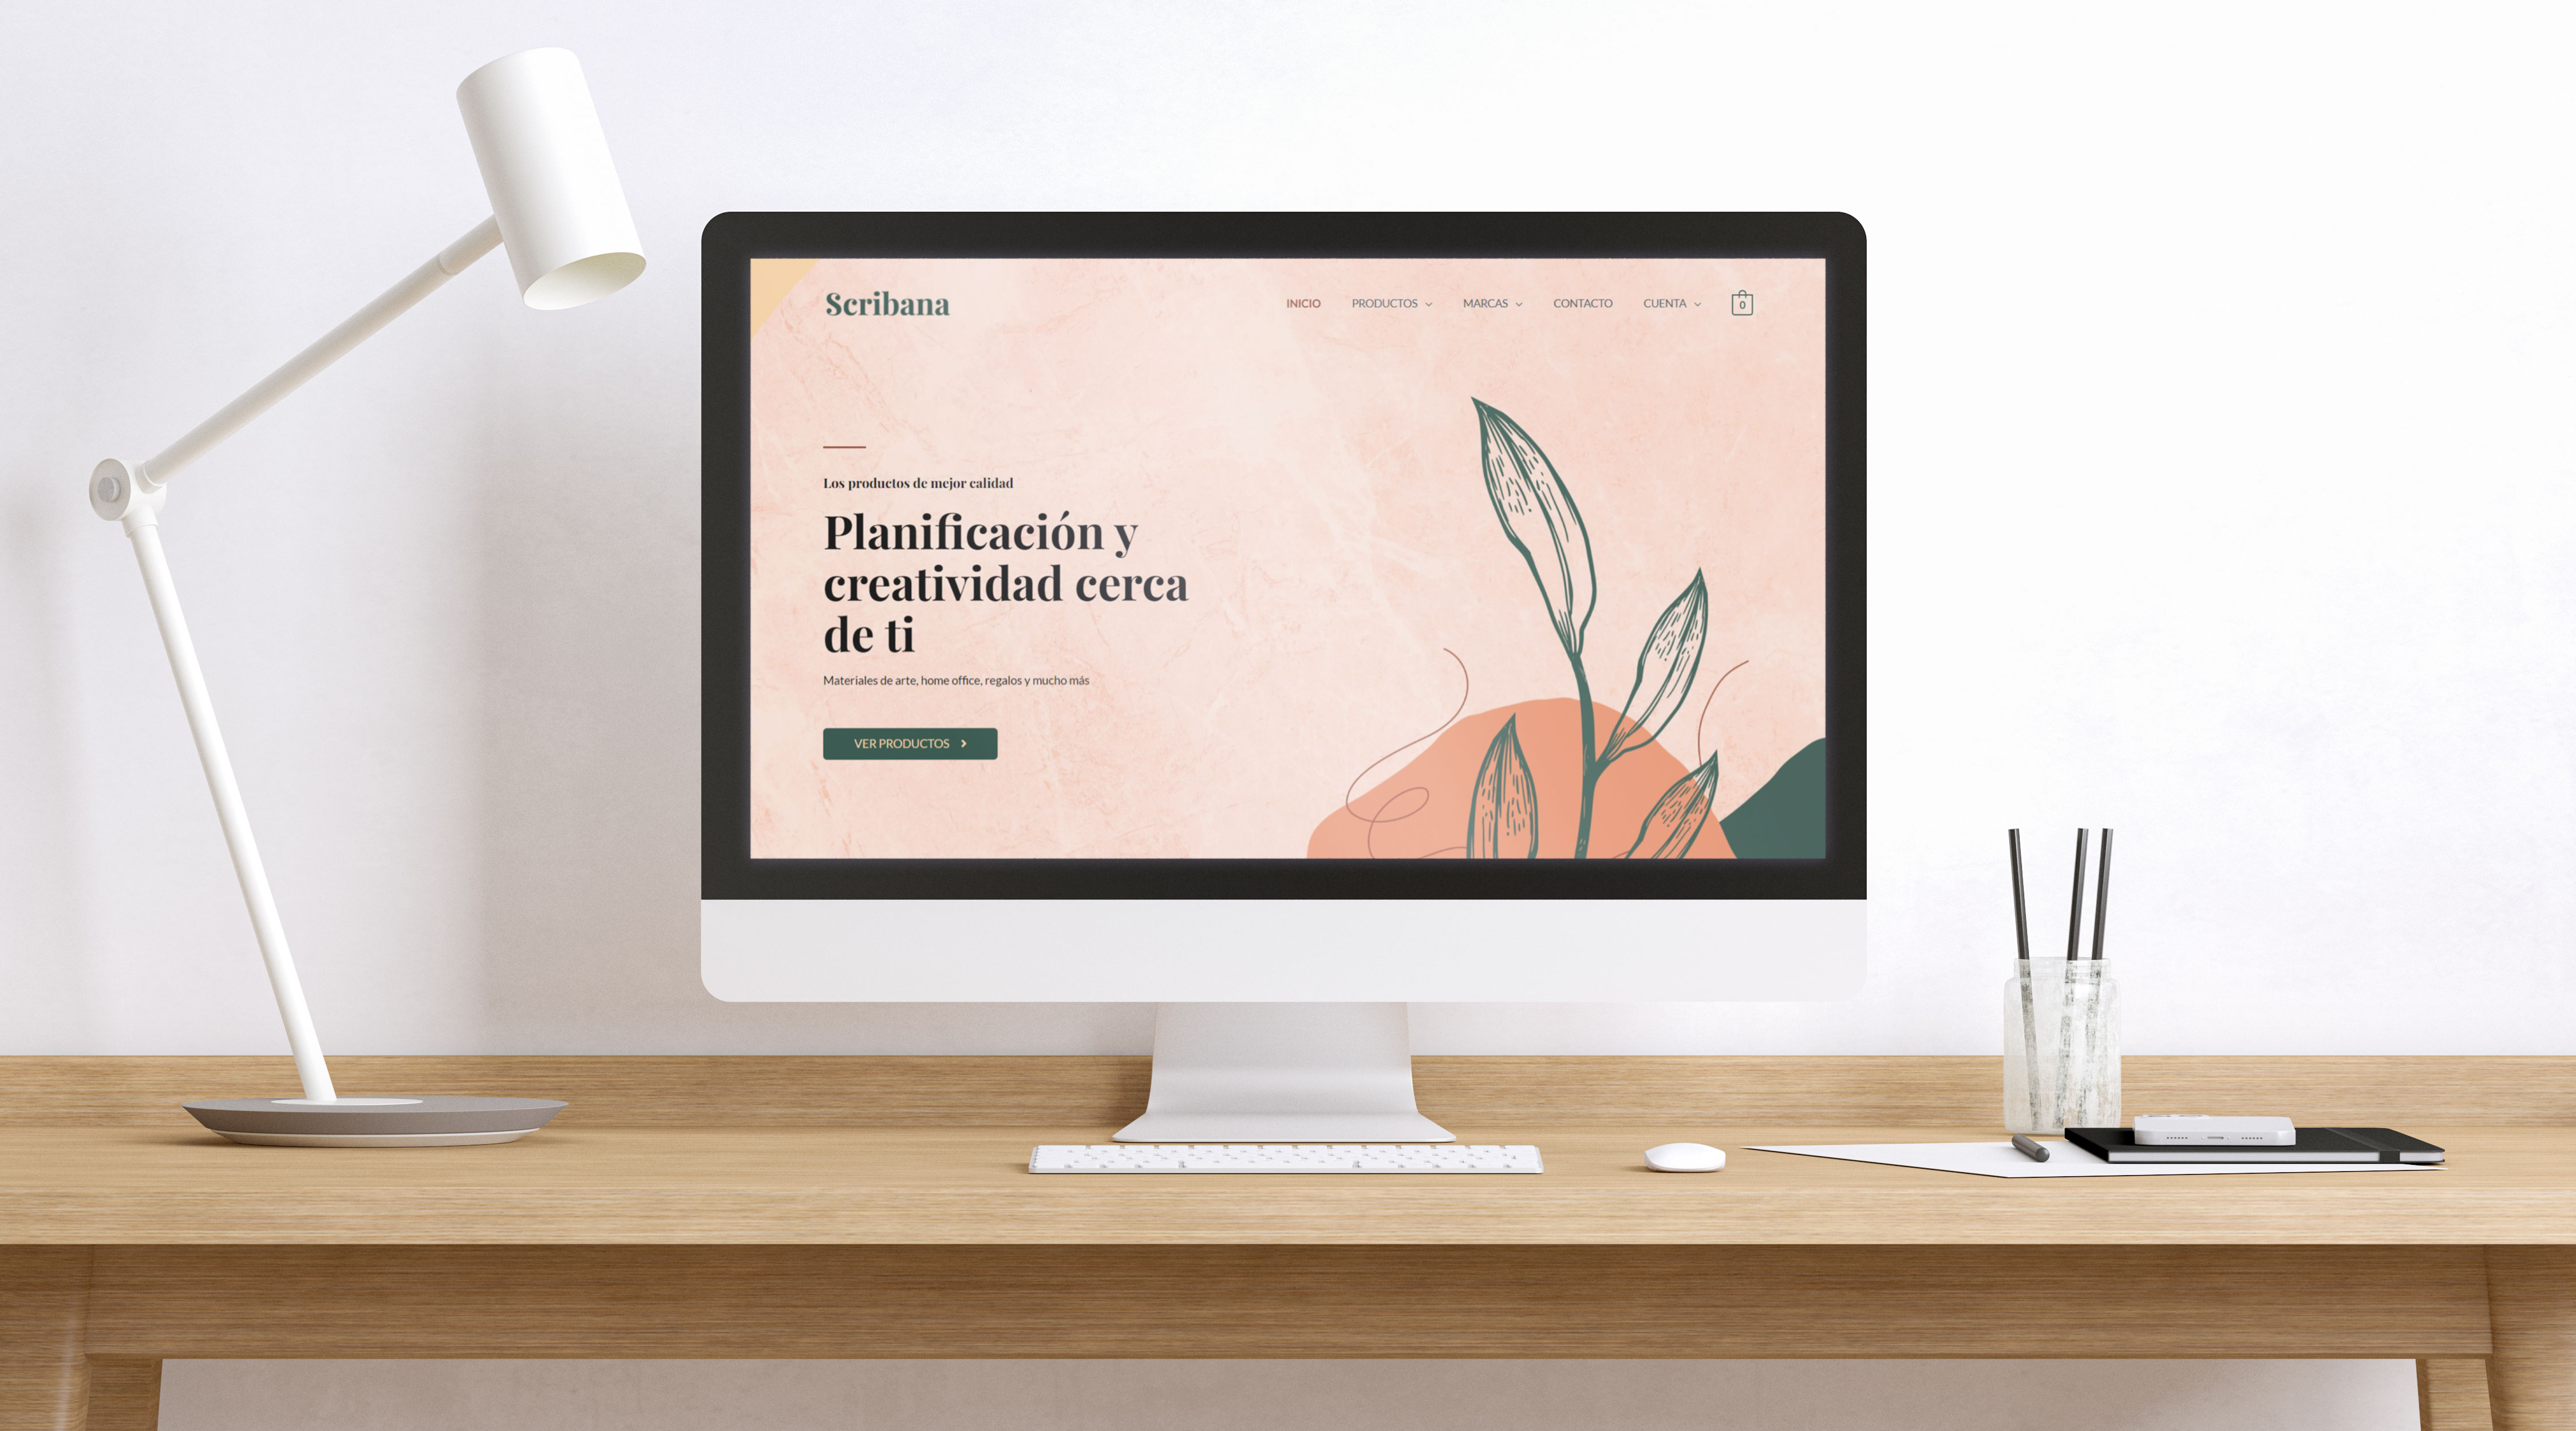 Scribana
INICIO PRODUCTOS MARCAS CONTACTO CUENTA 0
Los productos de mejor calidad
Planificación y
creatividad cerca
de ti
Materiales de arte, home office, regalos y mucho más
VER PRODUCTOS